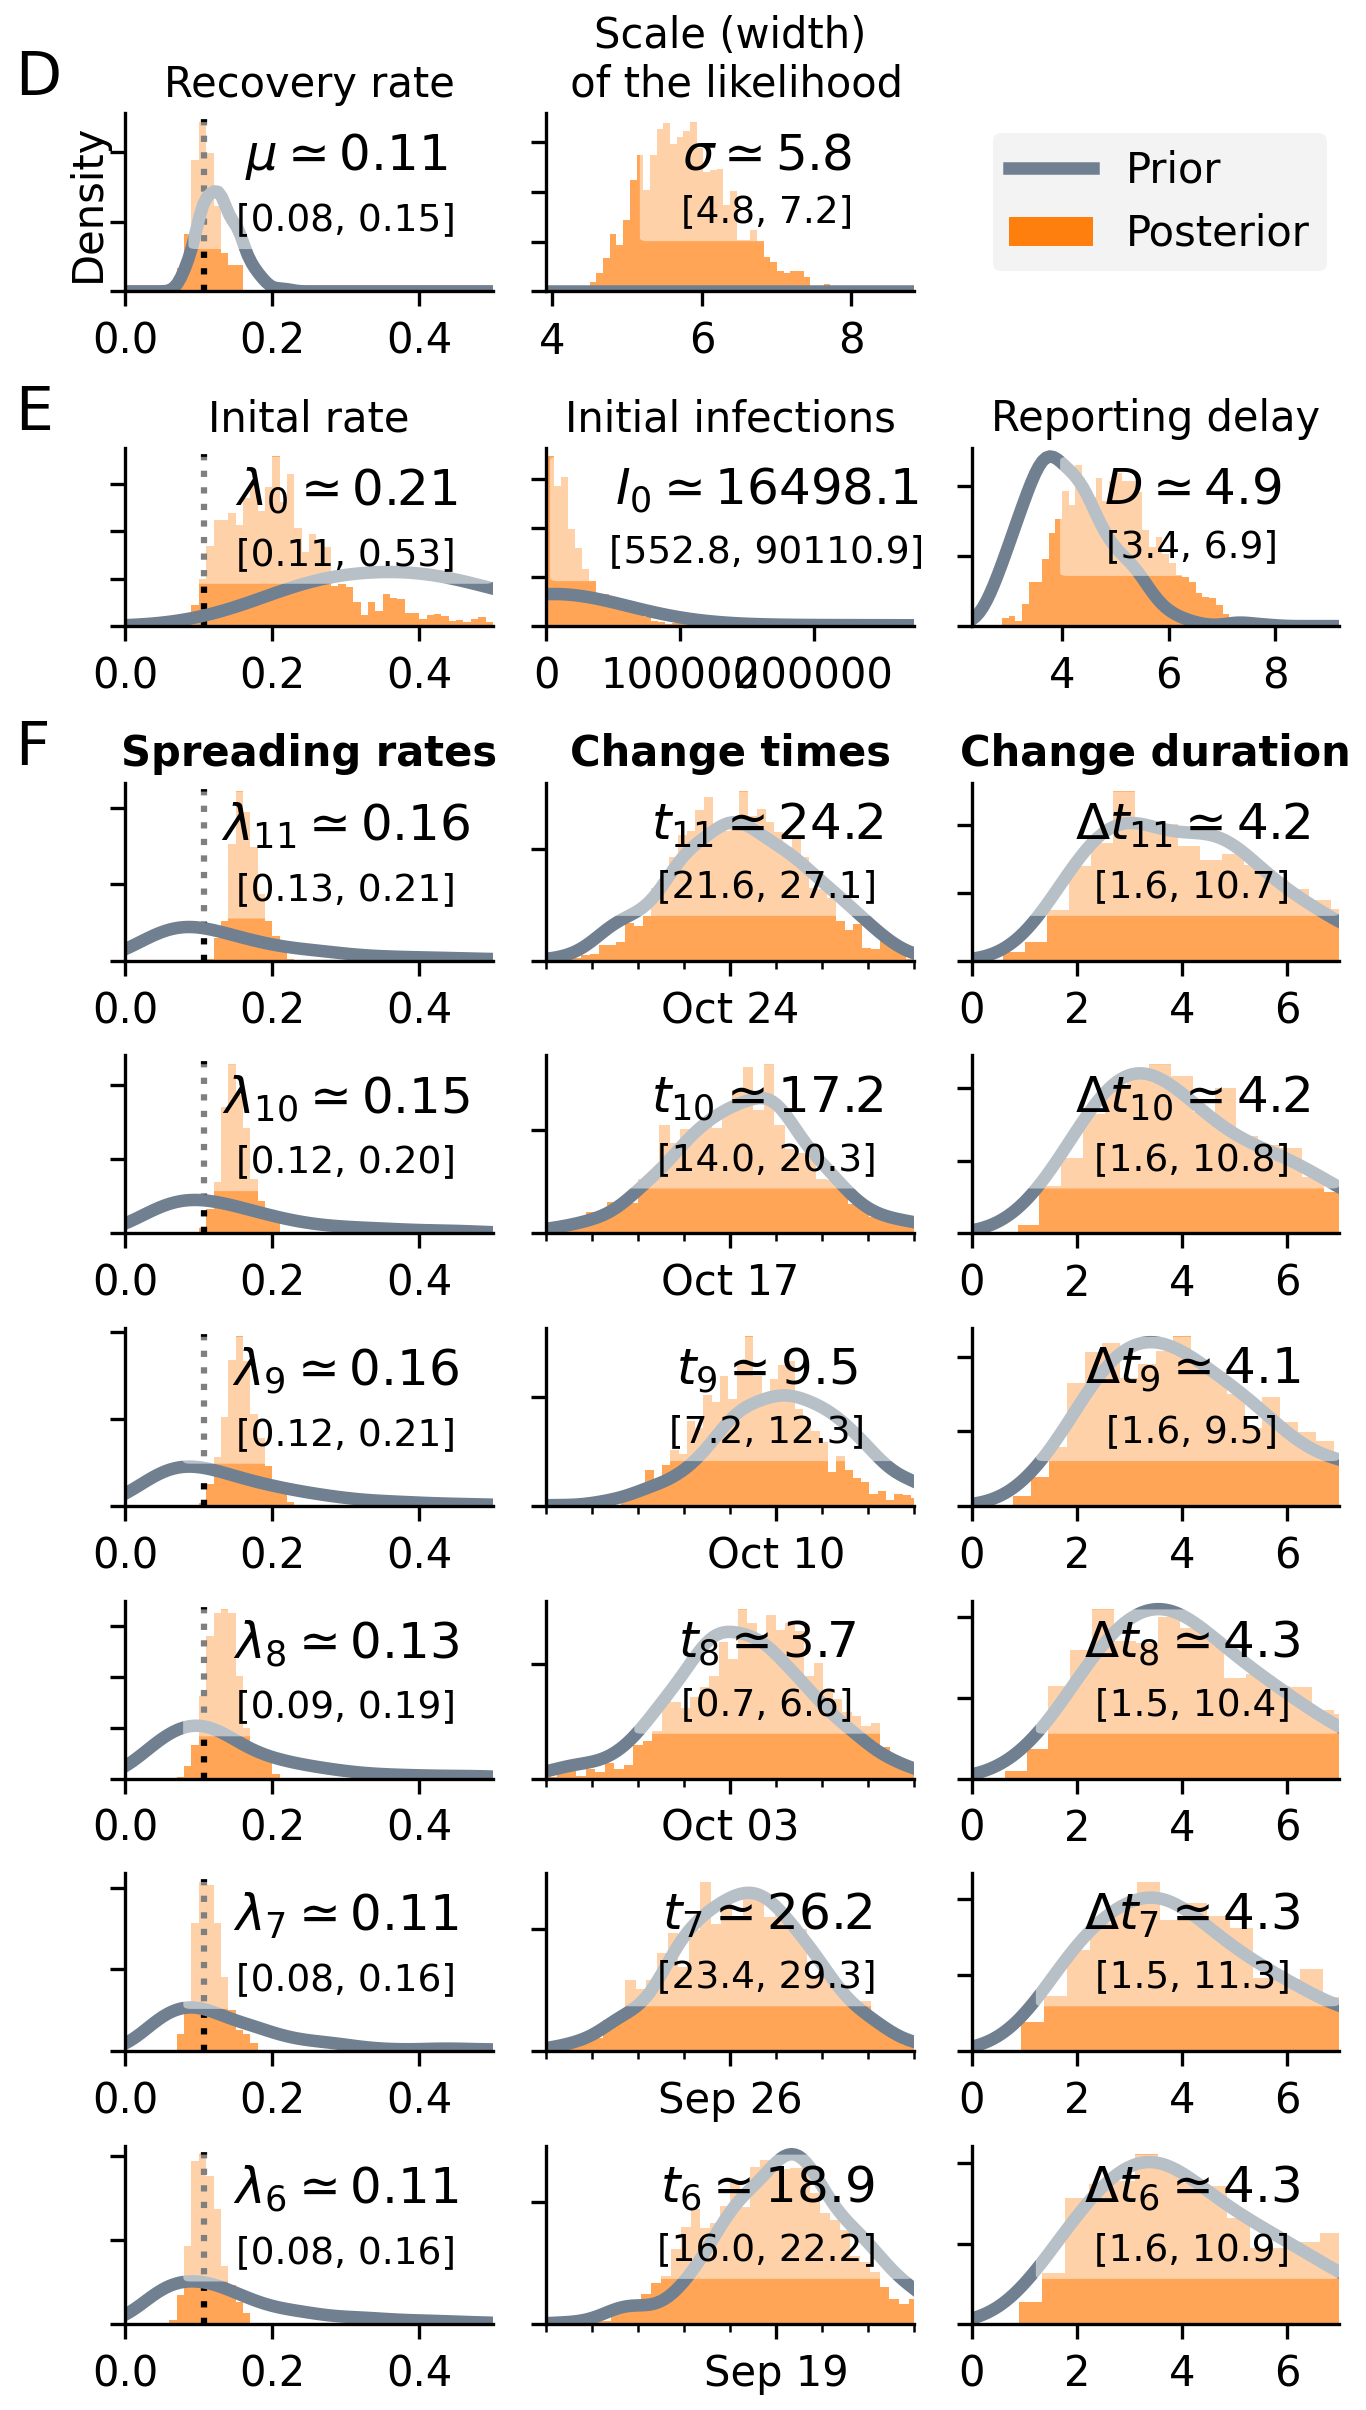 D
Recovery rate
Scale (width)
of the likelihood
Density
μ ≃ 0.11
[0.08, 0.15]
0.0 0.2 0.4
σ ≃ 5.8
[4.8, 7.2]
4 6 8
Prior
Posterior
E
Inital rate
λ0 ≃ 0.21
[0.11, 0.53]
0.0 0.2 0.4
Initial infections
I0 ≃ 16498.1
[552.8, 90110.9]
0 100000 200000
Reporting delay
D ≃ 4.9
[3.4, 6.9]
4 6 8
F
Spreading rates
Change times
Change duration
λ11 ≃ 0.16
[0.13, 0.21]
0.0 0.2 0.4
t11 ≃ 24.2
[21.6, 27.1]
Oct 24
Δt11 ≃ 4.2
[1.6, 10.7]
0 2 4 6
λ10 ≃ 0.15
[0.12, 0.20]
0.0 0.2 0.4
t10 ≃ 17.2
[14.0, 20.3]
Oct 17
Δt10 ≃ 4.2
[1.6, 10.8]
0 2 4 6
λ9 ≃ 0.16
[0.12, 0.21]
0.0 0.2 0.4
t9 ≃ 9.5
[7.2, 12.3]
Oct 10
Δt9 ≃ 4.1
[1.6, 9.5]
0 2 4 6
λ8 ≃ 0.13
[0.09, 0.19]
0.0 0.2 0.4
t8 ≃ 3.7
[0.7, 6.6]
Oct 03
Δt8 ≃ 4.3
[1.5, 10.4]
0 2 4 6
λ7 ≃ 0.11
[0.08, 0.16]
0.0 0.2 0.4
t7 ≃ 26.2
[23.4, 29.3]
Sep 26
Δt7 ≃ 4.3
[1.5, 11.3]
0 2 4 6
λ6 ≃ 0.11
[0.08, 0.16]
0.0 0.2 0.4
t6 ≃ 18.9
[16.0, 22.2]
Sep 19
Δt6 ≃ 4.3
[1.6, 10.9]
0 2 4 6